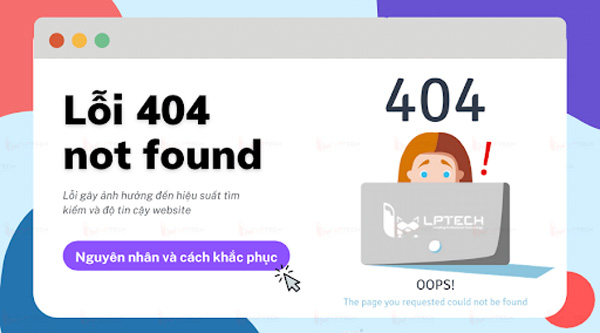 Lỗi 404
not found
Lỗi gây ảnh hưởng đến hiệu suất tìm
kiếm và độ tin cậy website
Nguyên nhân và cách khắc phục
404
!
LPTECH
OOPS!
The page you requested could not be found